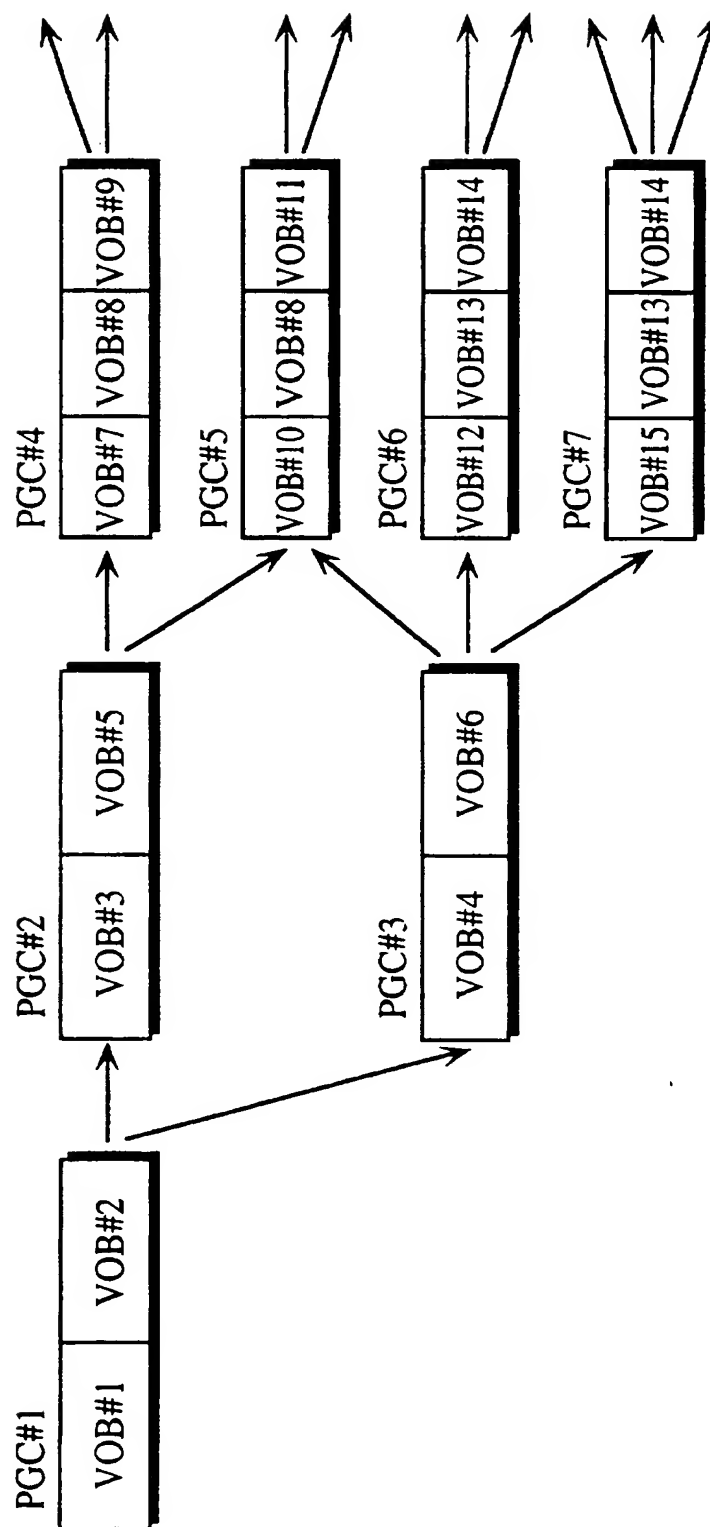 PGC#1
VOB#1 VOB#2
PGC#2
VOB#3 VOB#5
PGC#3
VOB#4 VOB#6
PGC#4
VOB#7 VOB#8 VOB#9
PGC#5
VOB#10 VOB#8 VOB#11
PGC#6
VOB#12 VOB#13 VOB#14
PGC#7
VOB#15 VOB#13 VOB#14